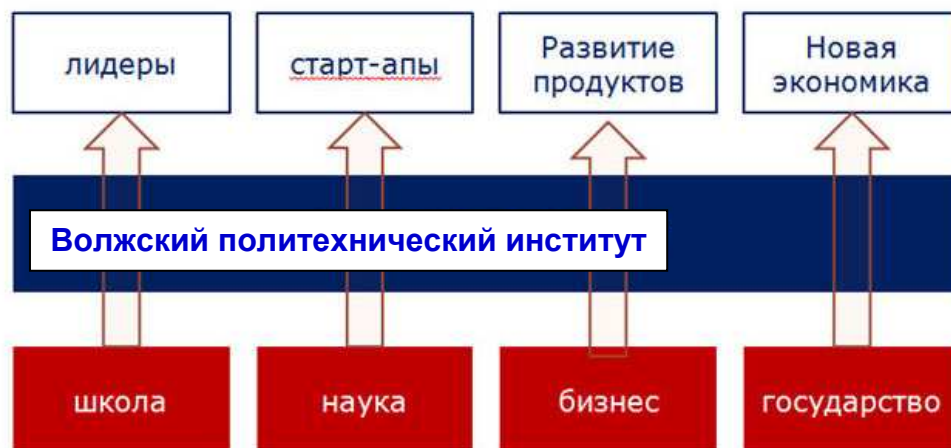 лидеры
старт-апы
Развитие
продуктов
Новая
экономика
Волжский политехнический институт
школа
наука
бизнес
государство